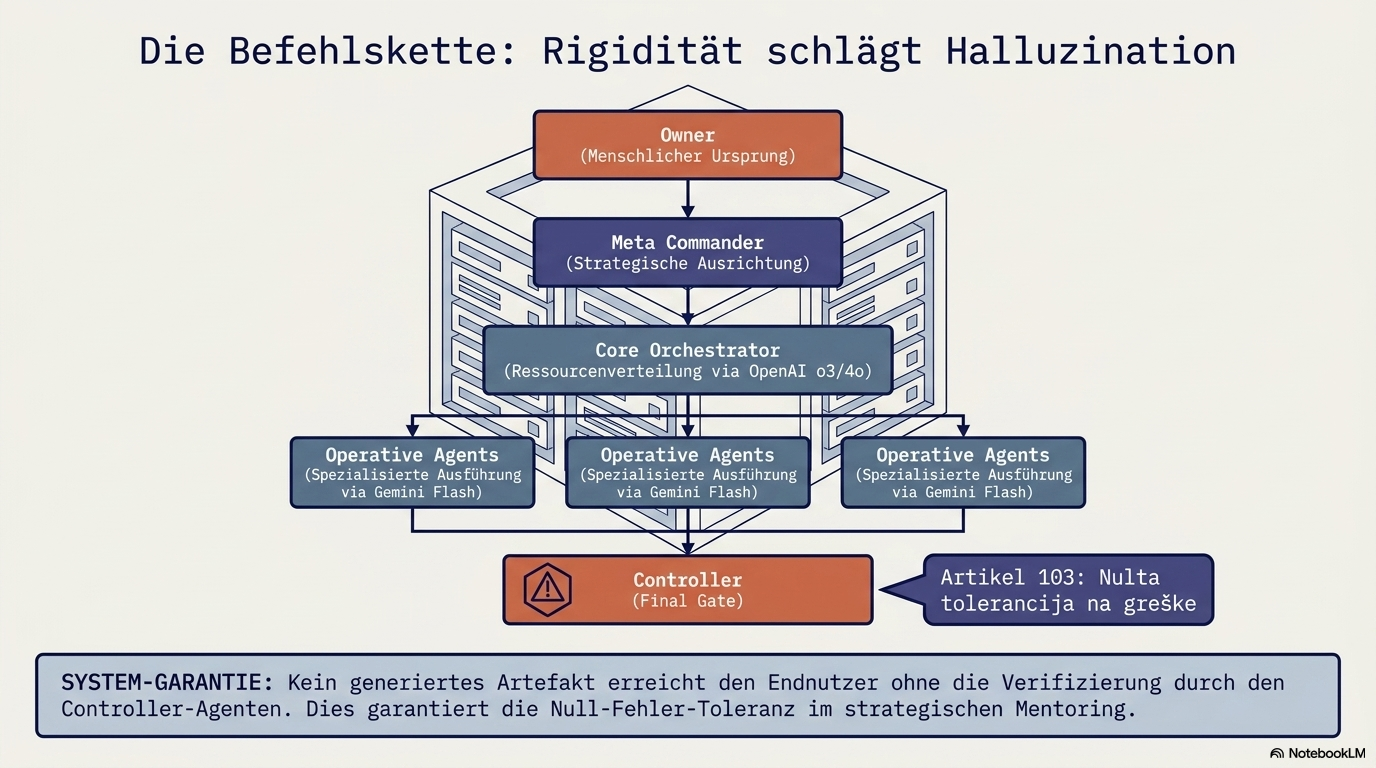 Die Befehlskette: Rigidität schlägt Halluzination
Owner
(Menschlicher Ursprung)
Meta Commander
(Strategische Ausrichtung)
Core Orchestrator
(Ressourcenverteilung via OpenAI o3/4o)
Operative Agents
(Spezialisierte Ausführung
via Gemini Flash)
Operative Agents
(Spezialisierte Ausführung
via Gemini Flash)
Operative Agents
(Spezialisierte Ausführung
via Gemini Flash)
Controller
(Final Gate)
Artikel 103: Nulta
tolerancija na greške
SYSTEM-GARANTIE: Kein generiertes Artefakt erreicht den Endnutzer ohne die Verifizierung durch den
Controller-Agenten. Dies garantiert die Null-Fehler-Toleranz im strategischen Mentoring.
NotebookLM